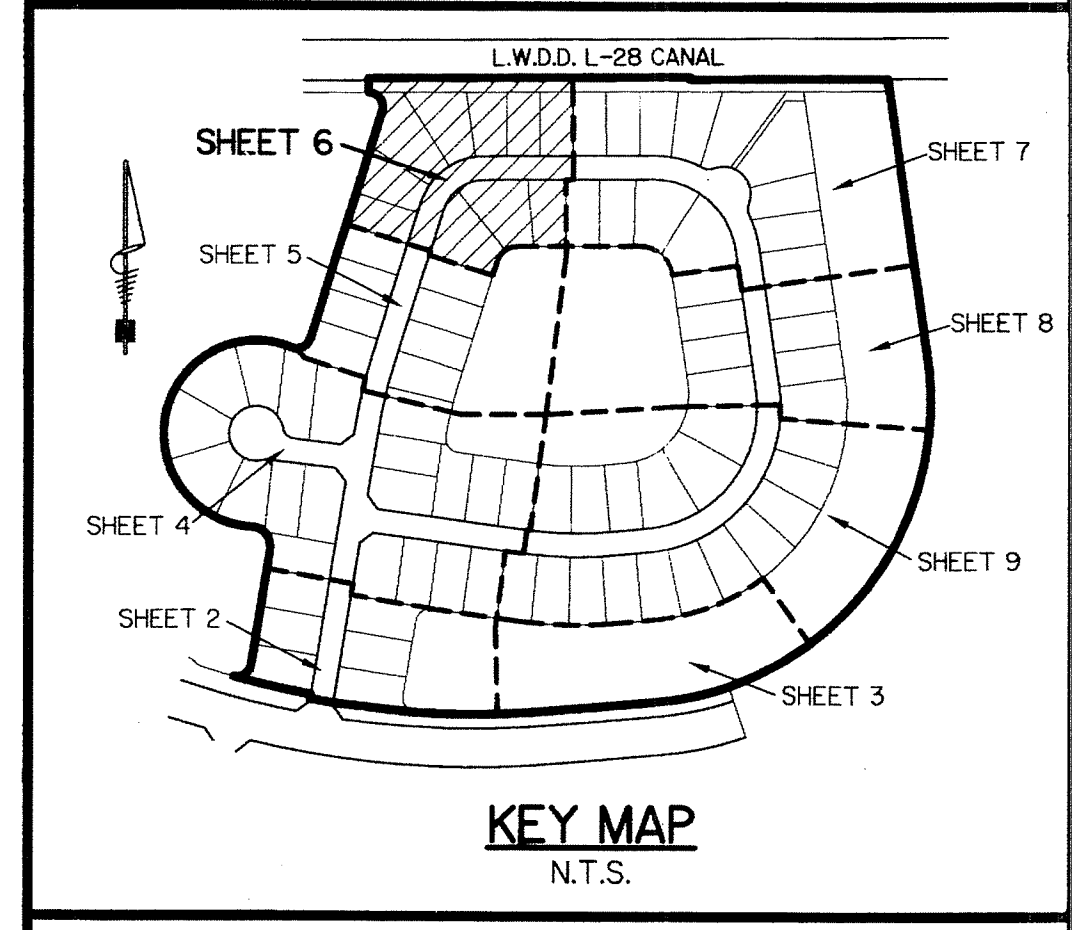 L.W.D.D. L-28 CANAL
SHEET 6
SHEET 7
SHEET 5
SHEET 8
SHEET 4
SHEET 9
SHEET 2
SHEET 3
KEY MAP
N.T.S.